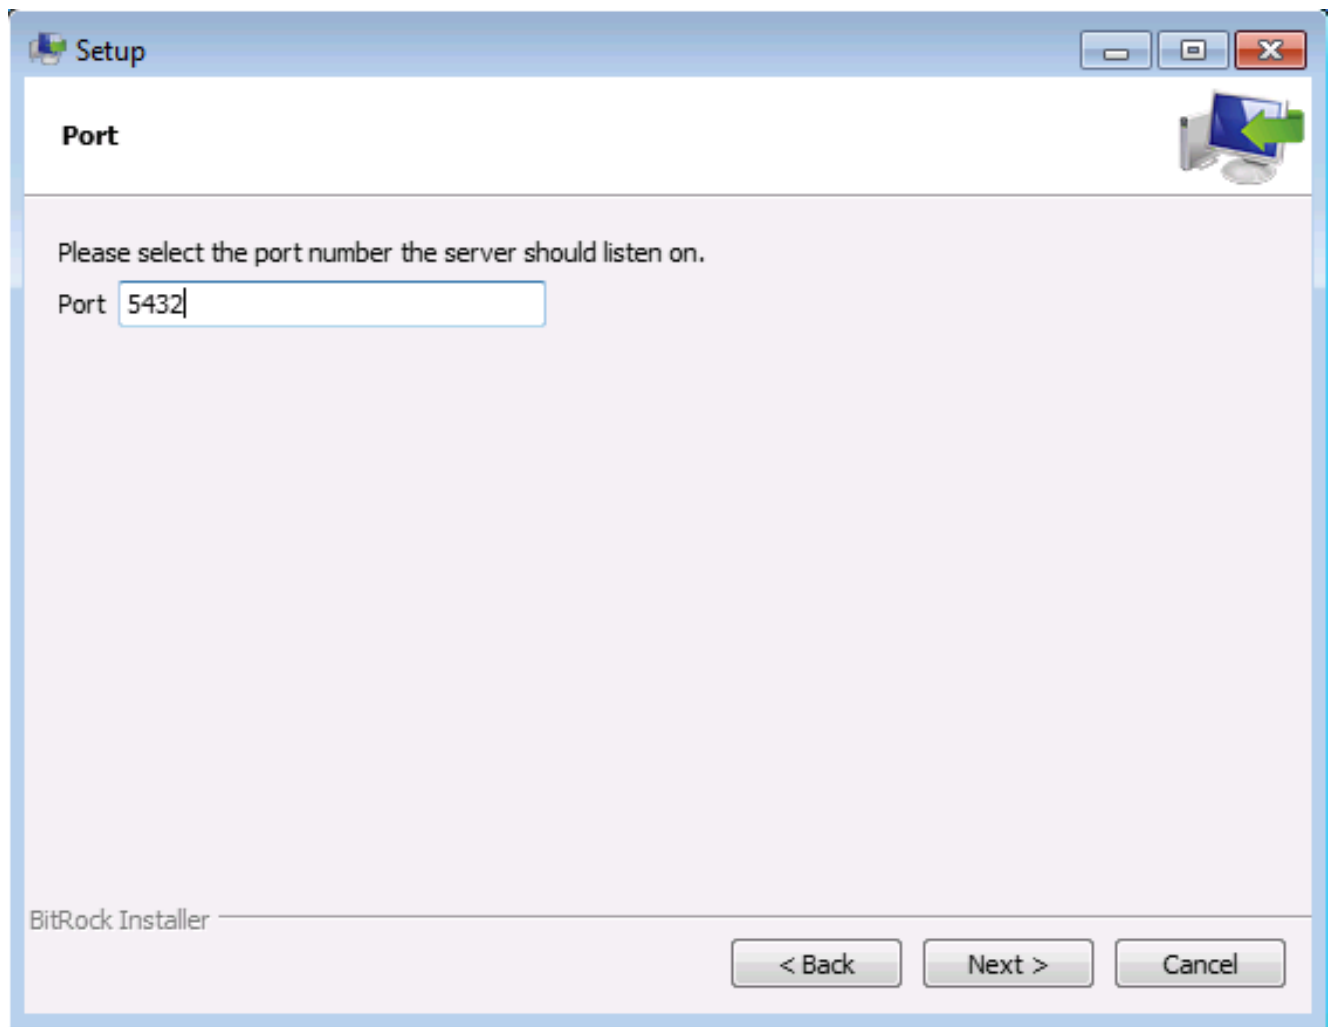 Setup
Port
Please select the port number the server should listen on.
Port 5432
BitRock Installer
< Back Next > Cancel